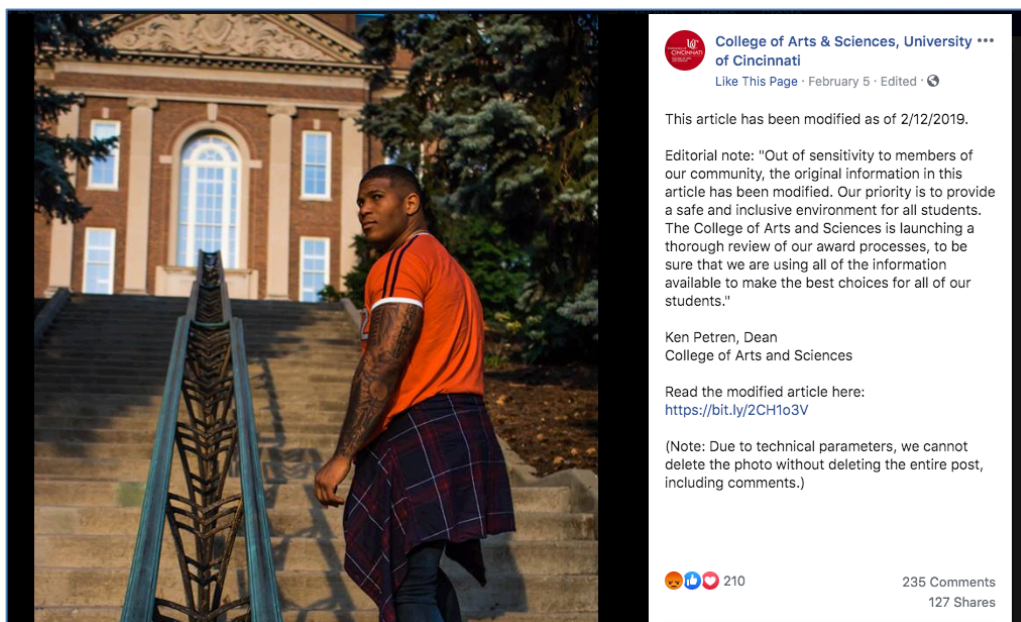 College of Arts & Sciences, University
of Cincinnati
Like This Page · February 5 · Edited ·
This article has been modified as of 2/12/2019.
Editorial note: "Out of sensitivity to members of
our community, the original information in this
article has been modified. Our priority is to provide
a safe and inclusive environment for all students.
The College of Arts and Sciences is launching a
thorough review of our award processes, to be
sure that we are using all of the information
available to make the best choices for all of our
students."
Ken Petren, Dean
College of Arts and Sciences
Read the modified article here:
https://bit.ly/2CH1o3V
(Note: Due to technical parameters, we cannot
delete the photo without deleting the entire post,
including comments.)
210
235 Comments
127 Shares